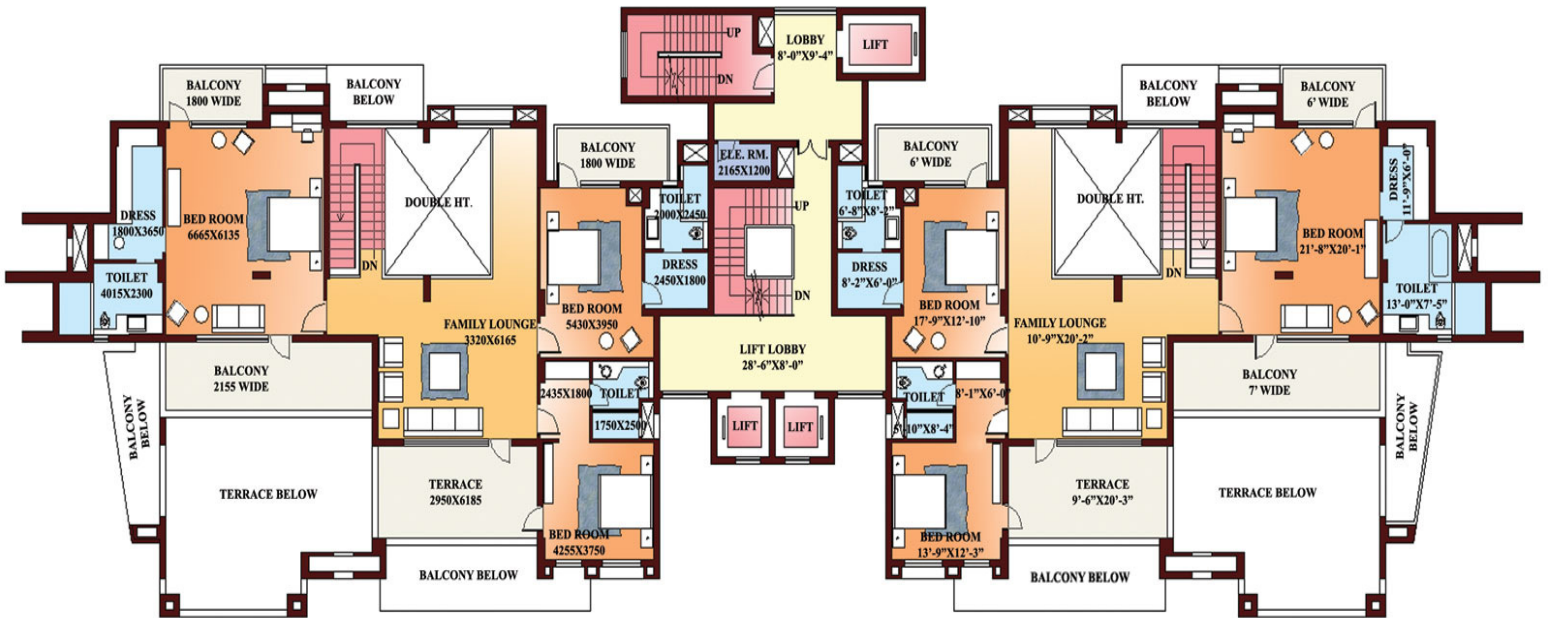 UP
DN
LOBBY
8'-0"X9'-4"
LIFT
BALCONY
1800 WIDE
BALCONY
BELOW
BALCONY
1800 WIDE
ELE. RM.
2165X1200
BALCONY
6' WIDE
BALCONY
BELOW
BALCONY
6' WIDE
DRESS
1800X3650
BED ROOM
6665X6135
DOUBLE HT.
DN
TOILET
2000X2450
UP
DN
TOILET
6'-8"X8'-2"
DOUBLE HT.
DN
DRESS
11'-9"X6'-0"
BED ROOM
21'-8"X20'-1"
TOILET
4015X2300
DRESS
2450X1800
DRESS
8'-2"X6'-0"
TOILET
13'-0"X7'-5"
BED ROOM
5430X3950
BED ROOM
17'-9"X12'-10"
FAMILY LOUNGE
3320X6165
FAMILY LOUNGE
10'-9"X20'-2"
LIFT LOBBY
28'-6"X8'-0"
BALCONY
2155 WIDE
BALCONY
7' WIDE
2435X1800
TOILET
1750X2500
TOILET
8'-1"X6'-0"
5'-10"X8'-4"
LIFT
LIFT
BALCONY
BELOW
BALCONY
BELOW
TERRACE BELOW
TERRACE
2950X6185
TERRACE
9'-6"X20'-3"
TERRACE BELOW
BED ROOM
4255X3750
BED ROOM
13'-9"X12'-3"
BALCONY BELOW
BALCONY BELOW